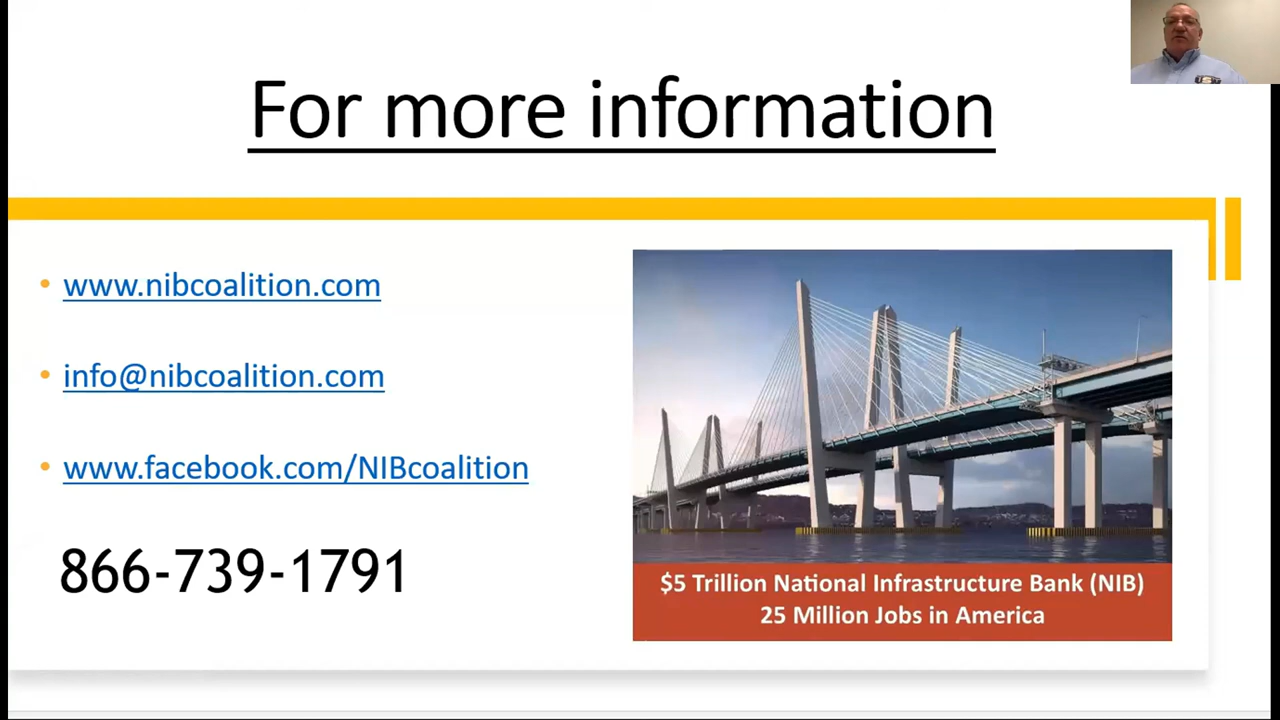 For more information
www.nibcoalition.com
info@nibcoalition.com
www.facebook.com/NIBcoalition
866-739-1791
$5 Trillion National Infrastructure Bank (NIB)
25 Million Jobs in America